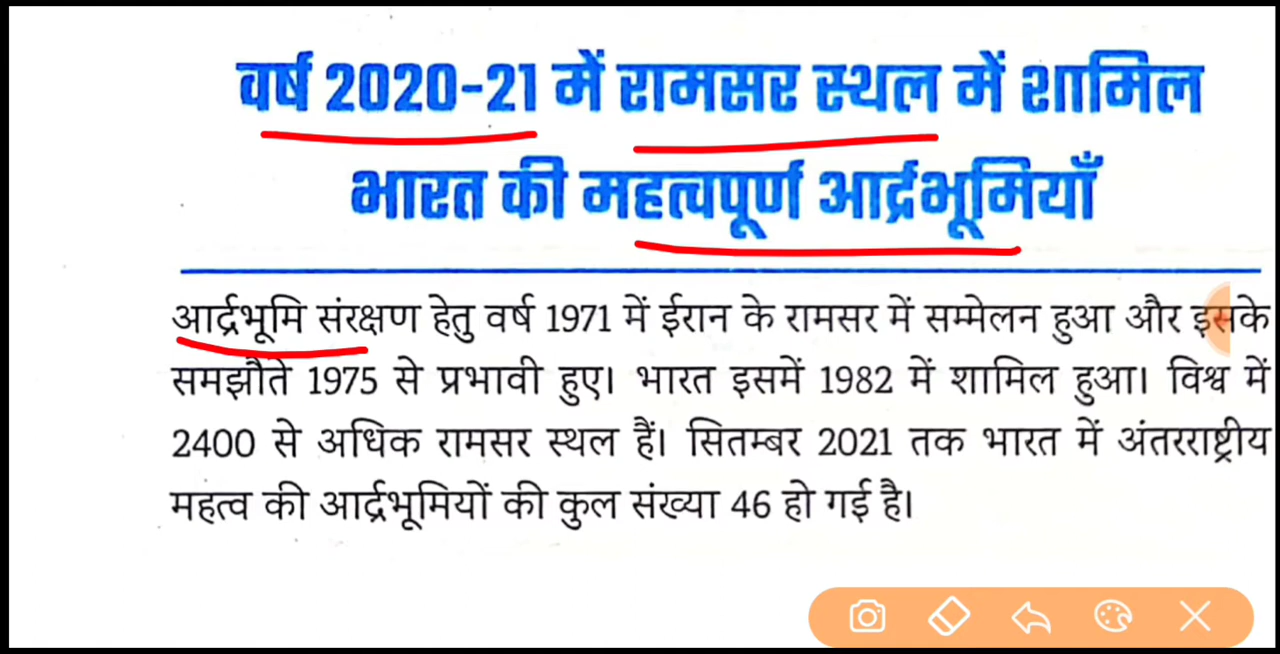 वर्ष 2020-21 में रामसर स्थल में शामिल
भारत की महत्वपूर्ण आर्द्रभूमियाँ
आर्द्रभूमि संरक्षण हेतु वर्ष 1971 में ईरान के रामसर में सम्मेलन हुआ और इसके
समझौते 1975 से प्रभावी हुए। भारत इसमें 1982 में शामिल हुआ। विश्व में
2400 से अधिक रामसर स्थल हैं। सितम्बर 2021 तक भारत में अंतरराष्ट्रीय
महत्व की आर्द्रभूमियों की कुल संख्या 46 हो गई है।